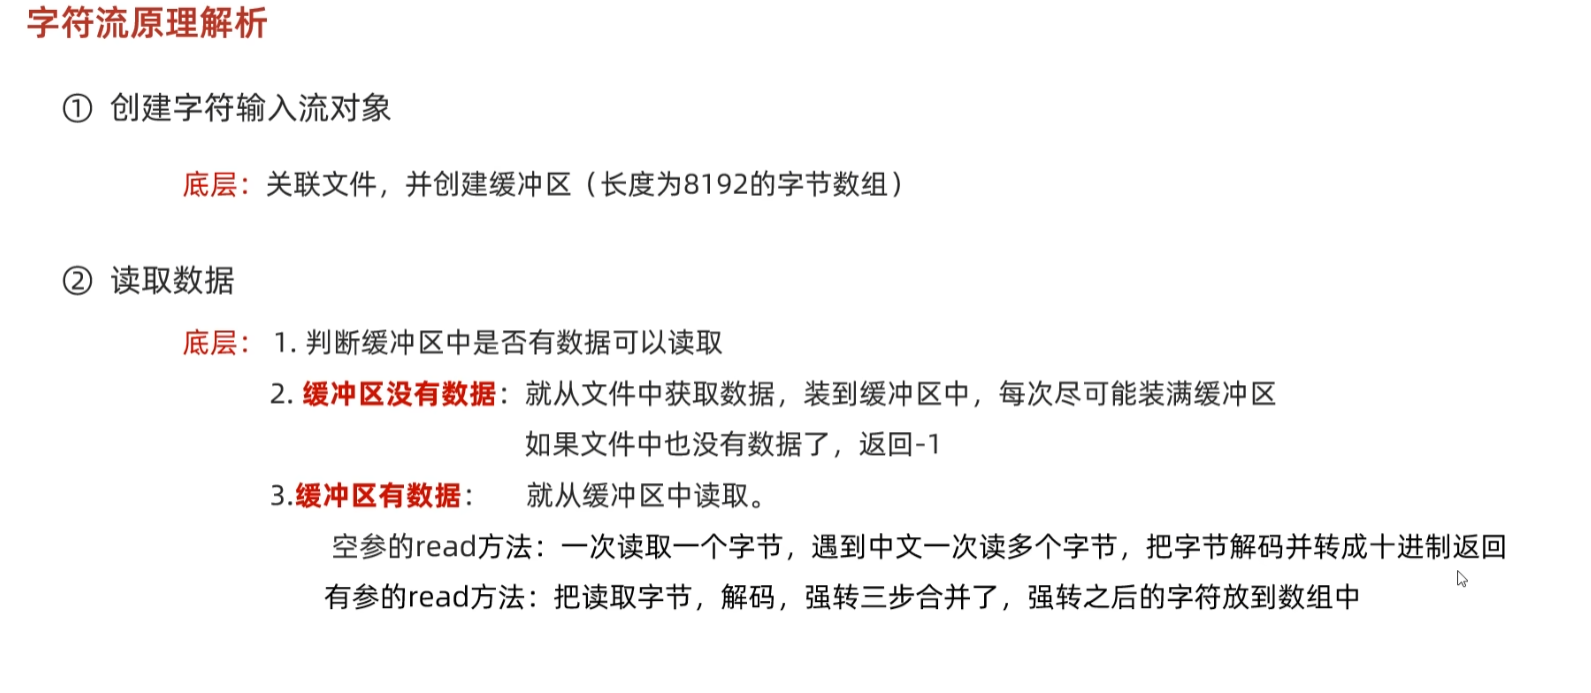 字符流原理解析
① 创建字符输入流对象
底层：关联文件，并创建缓冲区（长度为8192的字节数组）
② 读取数据
底层： 1. 判断缓冲区中是否有数据可以读取
2. 缓冲区没有数据：就从文件中获取数据，装到缓冲区中，每次尽可能装满缓冲区
如果文件中也没有数据了，返回-1
3.缓冲区有数据： 就从缓冲区中读取。
空参的read方法：一次读取一个字节，遇到中文一次读多个字节，把字节解码并转成十进制返回
有参的read方法：把读取字节，解码，强转三步合并了，强转之后的字符放到数组中